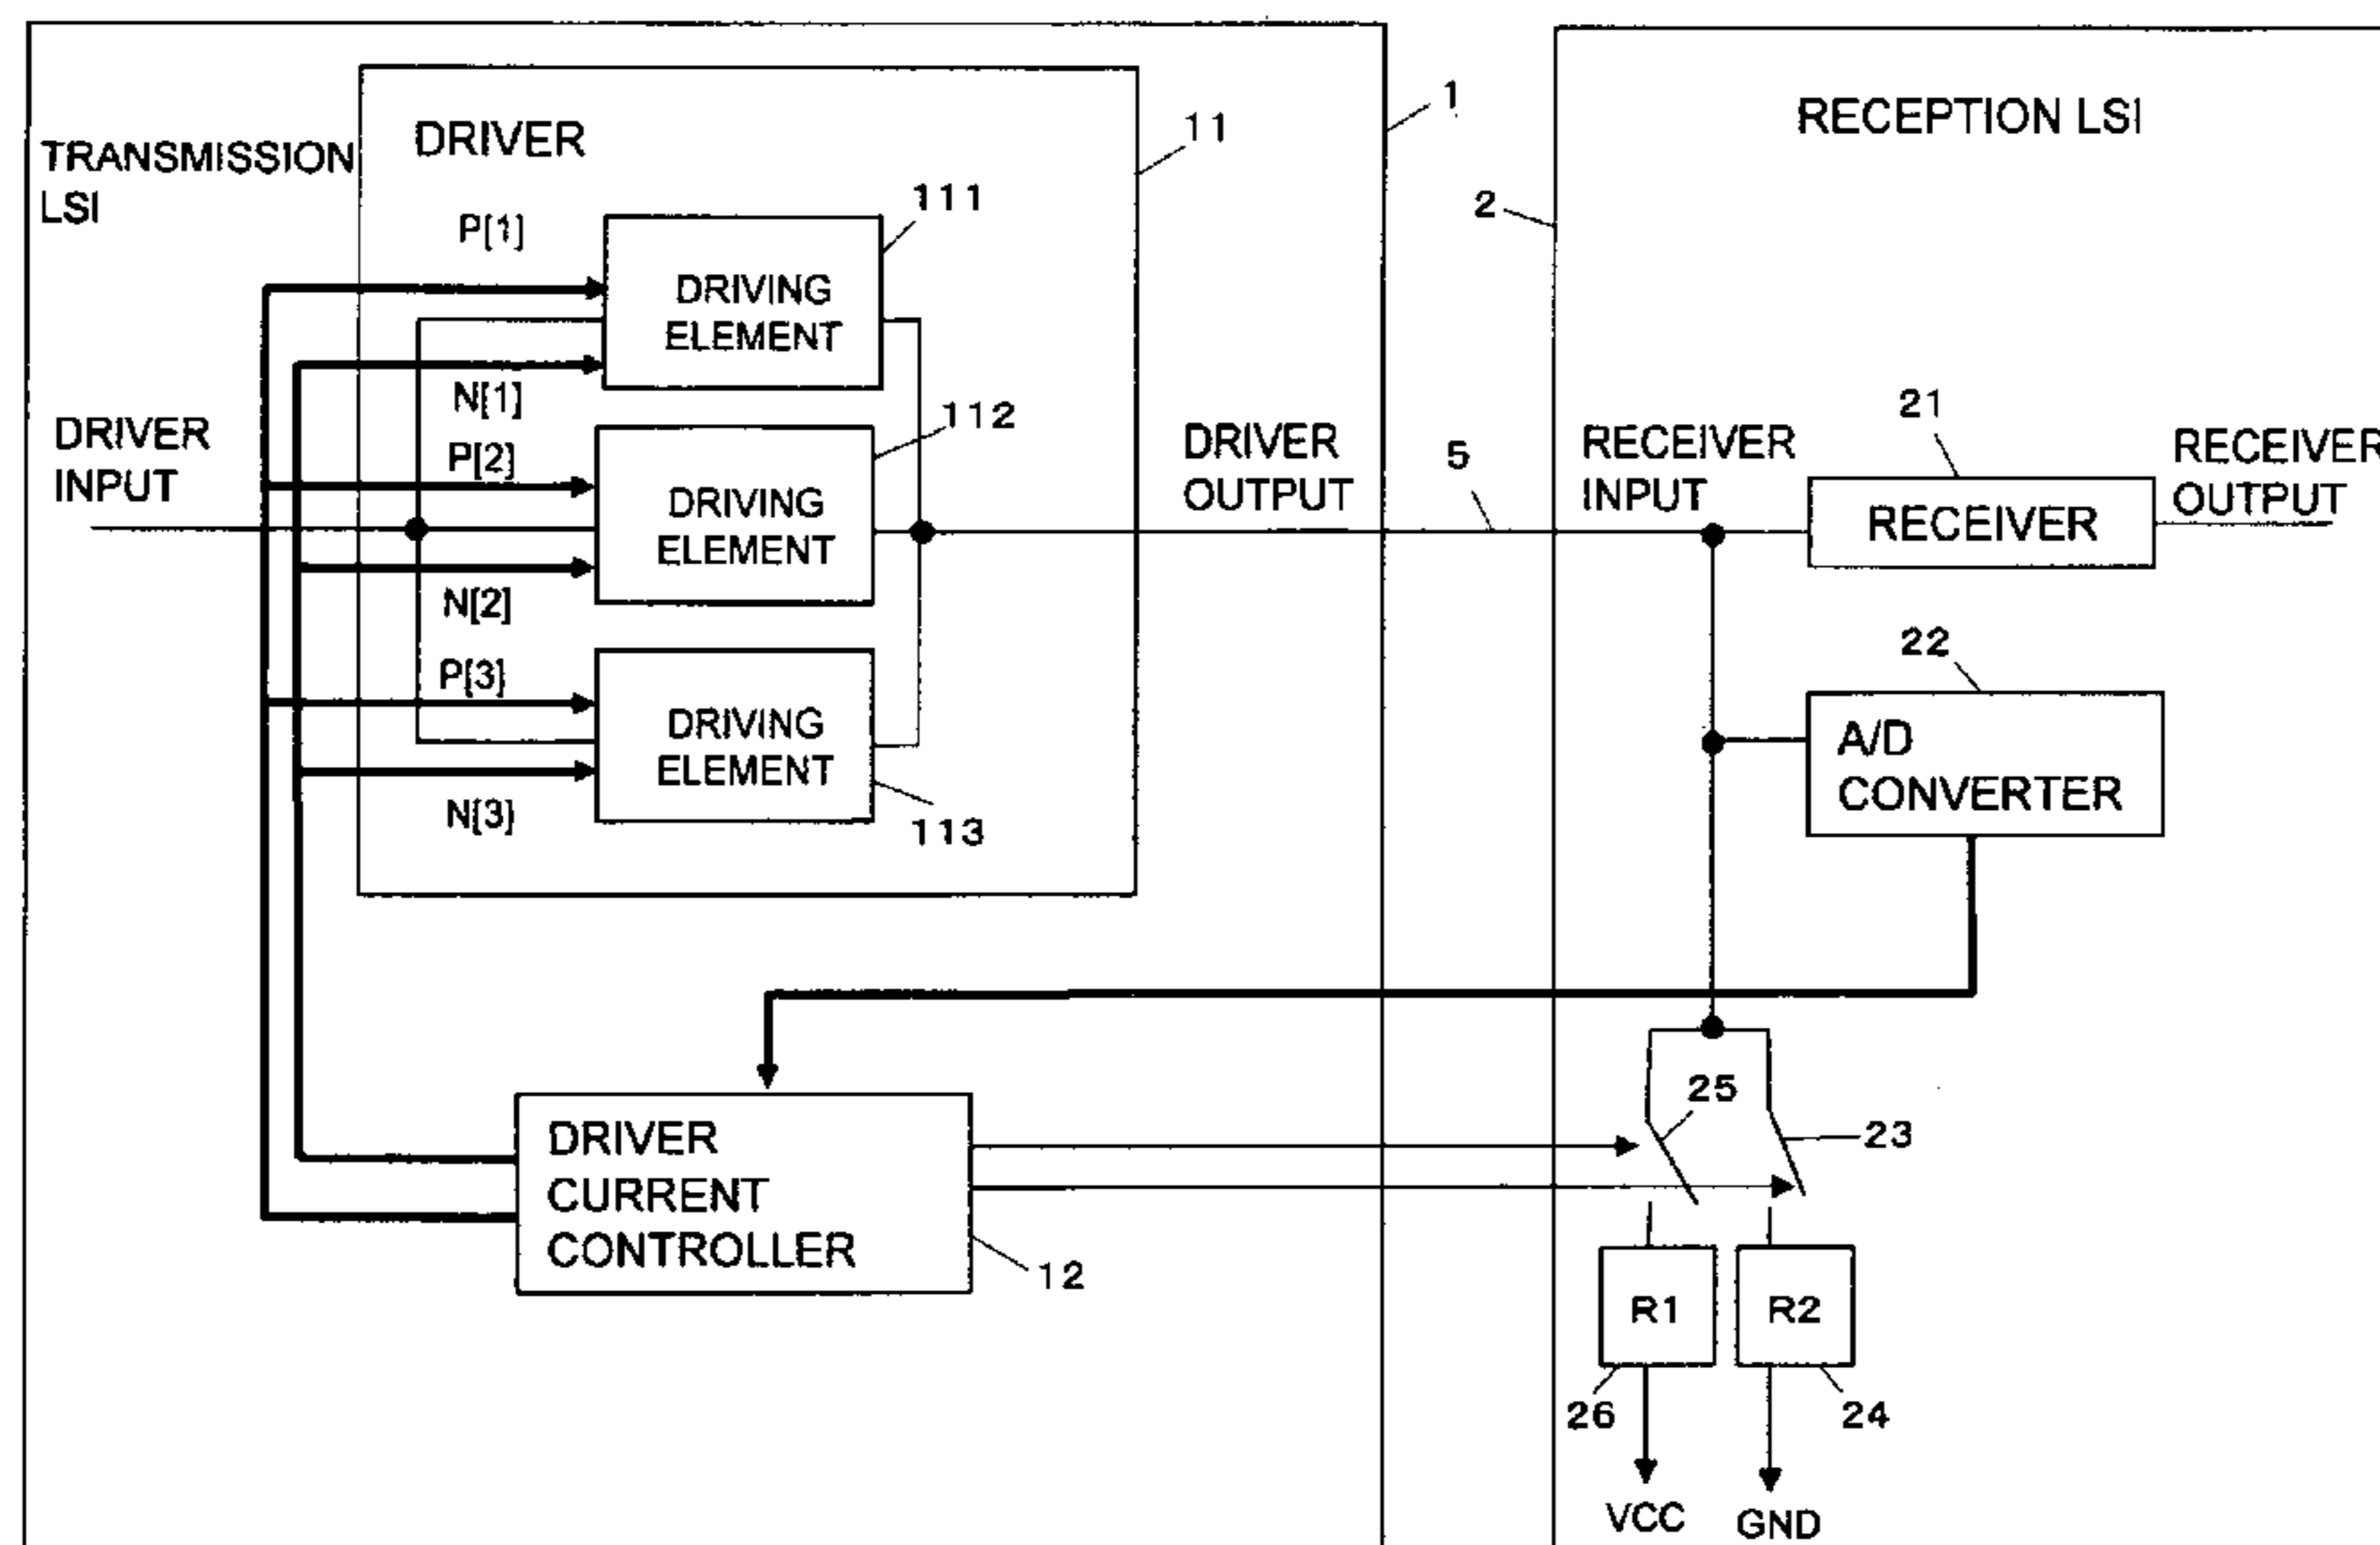 TRANSMISSION
LSI
DRIVER
11
1
P[1]
111
DRIVING
ELEMENT
N[1]
DRIVER
INPUT
P[2]
112
DRIVING
ELEMENT
N[2]
P[3]
DRIVING
ELEMENT
N[3]
113
DRIVER
OUTPUT
5
DRIVER
CURRENT
CONTROLLER
12
RECEPTION LSI
2
RECEIVER
INPUT
21
RECEIVER
RECEIVER
OUTPUT
22
A/D
CONVERTER
25
23
R1
R2
26
24
VCC
GND